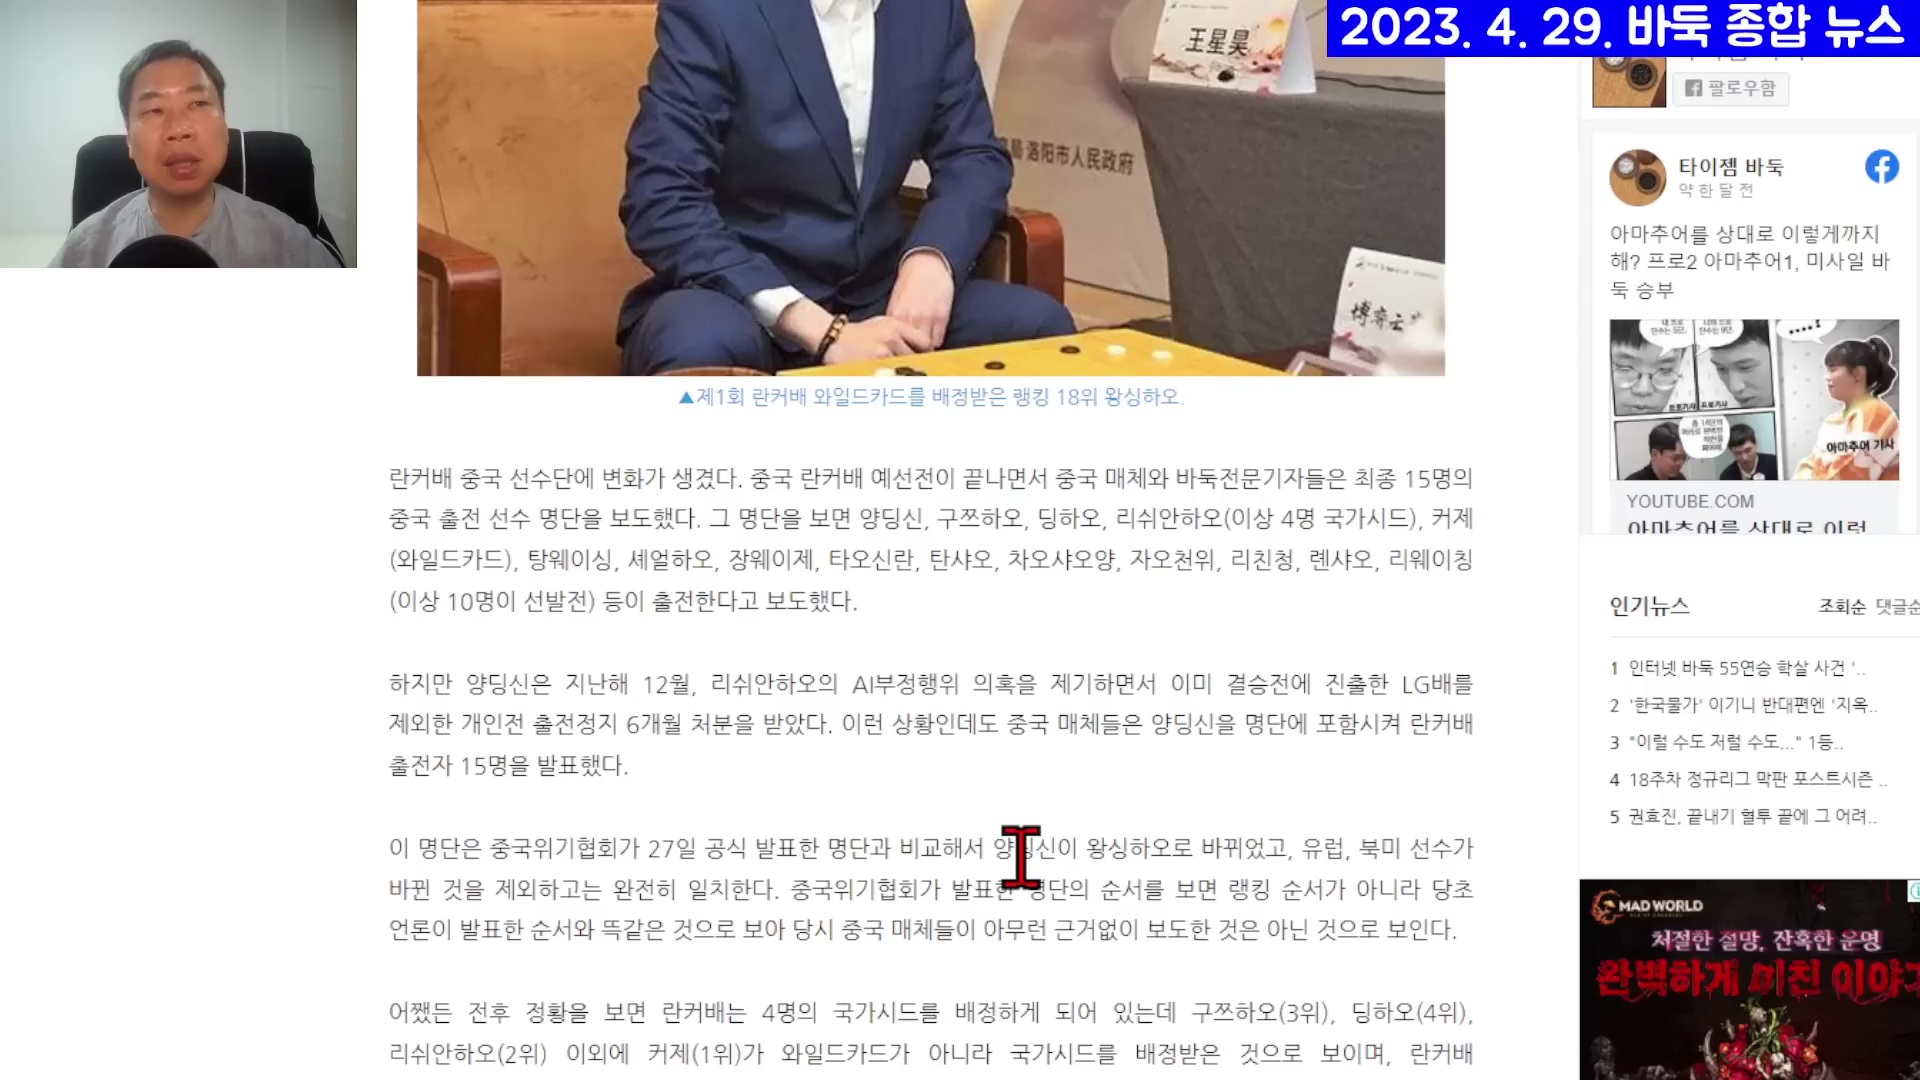 2023. 4. 29. 바둑 종합 뉴스
王星昊
洛阳市人民政府
팔로우함
타이젬 바둑
약 한 달 전
아마추어를 상대로 이렇게까지
해? 프로2 아마추어1, 미사일 바
둑 승부
아마추어 기사
YOUTUBE.COM
아마추어를 상대로 이렇
▲제1회 란커배 와일드카드를 배정받은 랭킹 18위 왕싱하오.
란커배 중국 선수단에 변화가 생겼다. 중국 란커배 예선전이 끝나면서 중국 매체와 바둑전문기자들은 최종 15명의
중국 출전 선수 명단을 보도했다. 그 명단을 보면 양딩신, 구쯔하오, 딩하오, 리쉬안하오(이상 4명 국가시드), 커제
(와일드카드), 탕웨이싱, 셰얼하오, 장웨이제, 타오신란, 탄샤오, 차오샤오양, 자오천위, 리친청, 롄샤오, 리웨이칭
(이상 10명이 선발전) 등이 출전한다고 보도했다.
하지만 양딩신은 지난해 12월, 리쉬안하오의 AI부정행위 의혹을 제기하면서 이미 결승전에 진출한 LG배를
제외한 개인전 출전정지 6개월 처분을 받았다. 이런 상황인데도 중국 매체들은 양딩신을 명단에 포함시켜 란커배
출전자 15명을 발표했다.
이 명단은 중국위기협회가 27일 공식 발표한 명단과 비교해서 양딩신이 왕싱하오로 바뀌었고, 유럽, 북미 선수가
바뀐 것을 제외하고는 완전히 일치한다. 중국위기협회가 발표한 명단의 순서를 보면 랭킹 순서가 아니라 당초
언론이 발표한 순서와 똑같은 것으로 보아 당시 중국 매체들이 아무런 근거없이 보도한 것은 아닌 것으로 보인다.
어쨌든 전후 정황을 보면 란커배는 4명의 국가시드를 배정하게 되어 있는데 구쯔하오(3위), 딩하오(4위),
리쉬안하오(2위) 이외에 커제(1위)가 와일드카드가 아니라 국가시드를 배정받은 것으로 보이며, 란커배
인기뉴스
조회순 댓글순
1 인터넷 바둑 55연승 학살 사건 '..
2 '한국물가' 이기니 반대편엔 '지옥..
3 "이럴 수도 저럴 수도..." 1등..
4 18주차 정규리그 막판 포스트시즌 ..
5 권효진, 끝내기 혈투 끝에 그 어려..
MAD WORLD
처절한 절망, 잔혹한 운명
완벽하게 미친 이야기